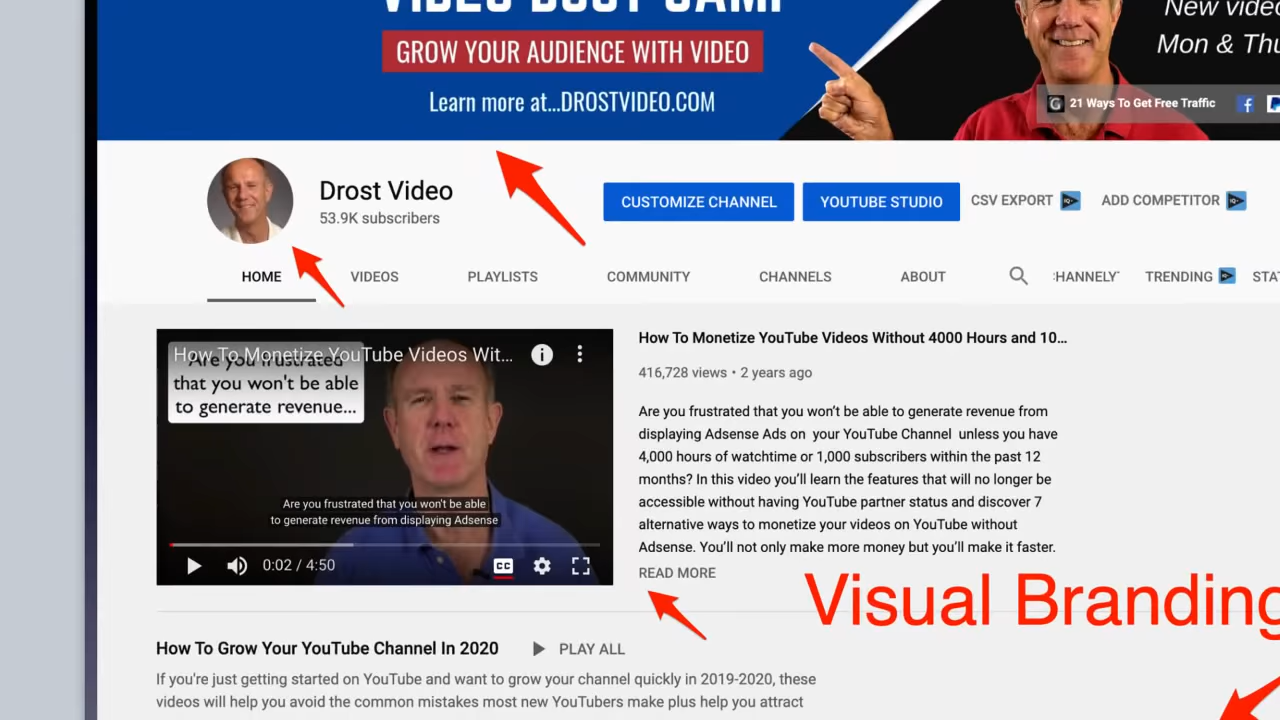 VIDEO BOOT CAMP
New video
Mon & Thu
GROW YOUR AUDIENCE WITH VIDEO
Learn more at...DROSTVIDEO.COM
21 Ways To Get Free Traffic
Drost Video
53.9K subscribers
CUSTOMIZE CHANNEL
YOUTUBE STUDIO
CSV EXPORT
ADD COMPETITOR
HOME
VIDEOS
PLAYLISTS
COMMUNITY
CHANNELS
ABOUT
HANNELY
TRENDING
STA
How To Monetize YouTube Videos Wit...
Are you frustrated
that you won't be able
to generate revenue...
Are you frustrated that you won't be able
to generate revenue from displaying Adsense
0:02 / 4:50
CC
How To Monetize YouTube Videos Without 4000 Hours and 10...
416,728 views • 2 years ago
Are you frustrated that you won't be able to generate revenue from
displaying Adsense Ads on your YouTube Channel unless you have
4,000 hours of watchtime or 1,000 subscribers within the past 12
months? In this video you'll learn the features that will no longer be
accessible without having YouTube partner status and discover 7
alternative ways to monetize your videos on YouTube without
Adsense. You'll not only make more money but you'll make it faster.
READ MORE
Visual Branding
How To Grow Your YouTube Channel In 2020
PLAY ALL
If you're just getting started on YouTube and want to grow your channel quickly in 2019-2020, these
videos will help you avoid the common mistakes most new YouTubers make plus help you attract